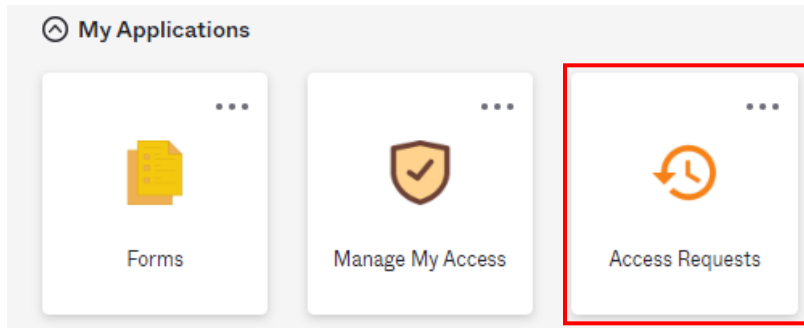 My Applications
Forms
Manage My Access
Access Requests